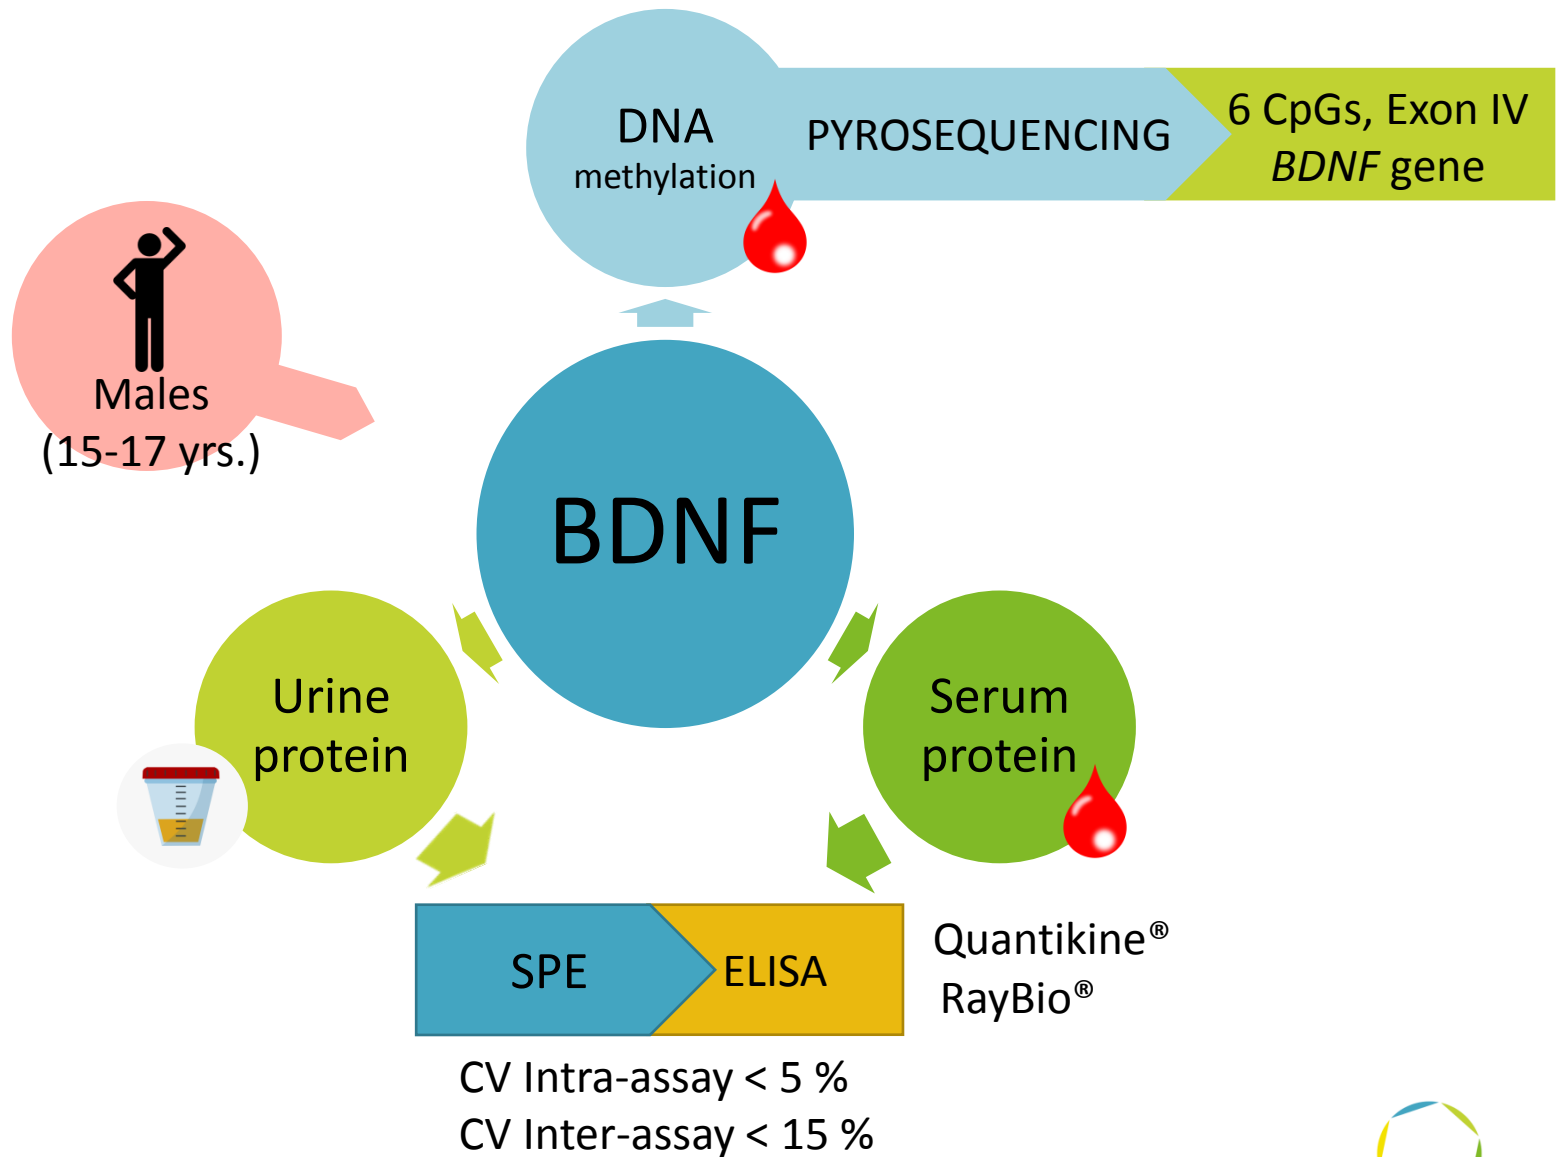 DNA
methylation
PYROSEQUENCING
6 CpGs, Exon IV
BDNF gene
Males
(15-17 yrs.)
BDNF
Urine
protein
Serum
protein
SPE
ELISA
Quantikine®
RayBio®
CV Intra-assay < 5 %
CV Inter-assay < 15 %